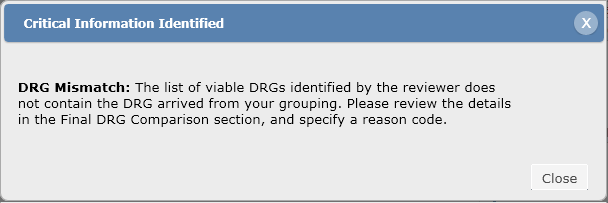 Critical Information Identified
X
DRG Mismatch: The list of viable DRGs identified by the reviewer does
not contain the DRG arrived from your grouping. Please review the details
in the Final DRG Comparison section, and specify a reason code.
Close